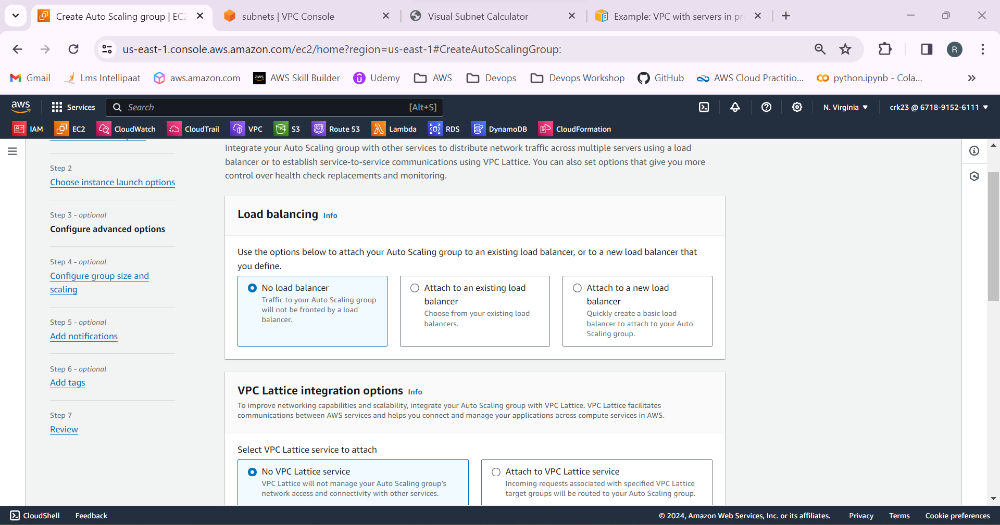 Create Auto Scaling group | EC2
subnets | VPC Console
Visual Subnet Calculator
Example: VPC with servers in pri
us-east-1.console.aws.amazon.com/ec2/home?region=us-east-1#CreateAutoScalingGroup:
R
Gmail
Lms Intellipaat
aws.amazon.com
aws
AWS Skill Builder
Udemy
AWS
Devops
Devops Workshop
GitHub
AWS Cloud Practitio...
python.ipynb - Cola...
aws
Services
Search
[Alt+S]
N. Virginia
crk23 @ 6718-9152-6111
IAM
EC2
CloudWatch
CloudTrail
VPC
S3
Route 53
Lambda
RDS
DynamoDB
CloudFormation
Step 2
Choose instance launch options
Step 3 - optional
Configure advanced options
Step 4 - optional
Configure group size and
scaling
Step 5 - optional
Add notifications
Step 6 - optional
Add tags
Step 7
Review
Integrate your Auto Scaling group with other services to distribute network traffic across multiple servers using a load
balancer or to establish service-to-service communications using VPC Lattice. You can also set options that give you more
control over health check replacements and monitoring.
Load balancing Info
Use the options below to attach your Auto Scaling group to an existing load balancer, or to a new load balancer that
you define.
No load balancer
Traffic to your Auto Scaling group
will not be fronted by a load
balancer.
Attach to an existing load
balancer
Choose from your existing load
balancers.
Attach to a new load
balancer
Quickly create a basic load
balancer to attach to your Auto
Scaling group.
VPC Lattice integration options Info
To improve networking capabilities and scalability, integrate your Auto Scaling group with VPC Lattice. VPC Lattice facilitates
communications between AWS services and helps you connect and manage your applications across compute services in AWS.
Select VPC Lattice service to attach
No VPC Lattice service
VPC Lattice will not manage your Auto Scaling group's
network access and connectivity with other services.
Attach to VPC Lattice service
Incoming requests associated with specified VPC Lattice
target groups will be routed to your Auto Scaling group.
CloudShell
Feedback
© 2024, Amazon Web Services, Inc. or its affiliates.
Privacy
Terms
Cookie preferences